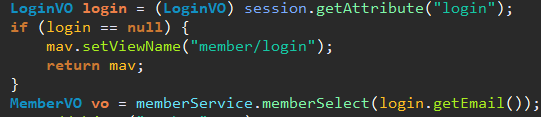 LoginVO login = (LoginVO) session.getAttribute("login");
if (login == null) {
mav.setViewName("member/login");
return mav;
}
MemberVO vo = memberService.memberSelect(login.getEmail());